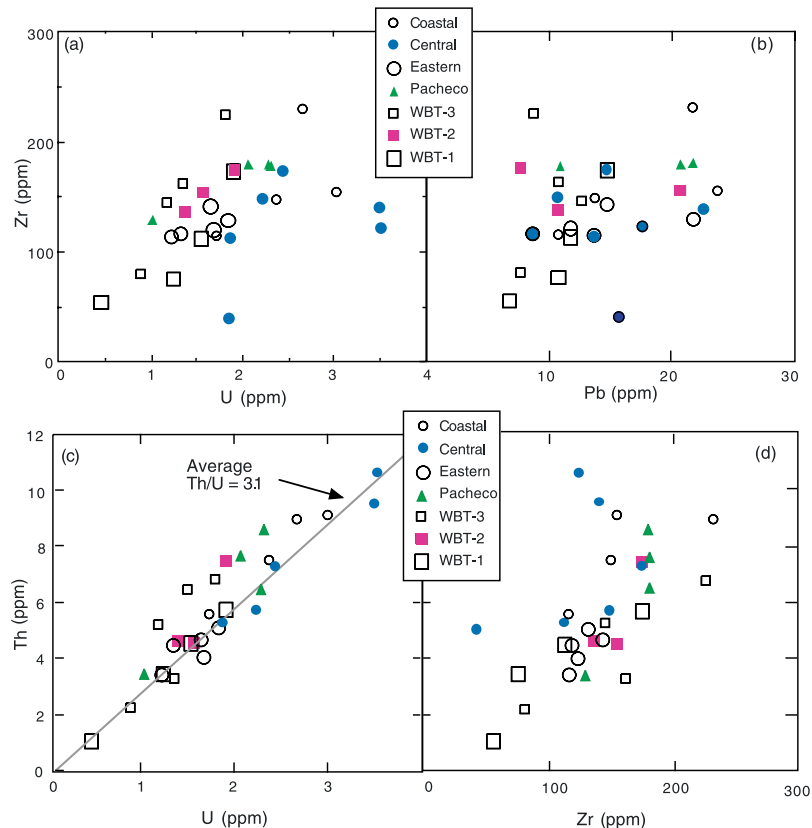 300
(a)
(b)
Coastal
Central
Eastern
Pacheco
WBT-3
WBT-2
WBT-1
200
Zr (ppm)
100
0
0
1
2
3
4
10
20
30
U (ppm)
Pb (ppm)
12
(c)
(d)
Average
Th/U = 3.1
Coastal
Central
Eastern
Pacheco
WBT-3
WBT-2
WBT-1
10
8
6
Th (ppm)
4
2
0
0
1
2
3
0
100
200
300
U (ppm)
Zr (ppm)